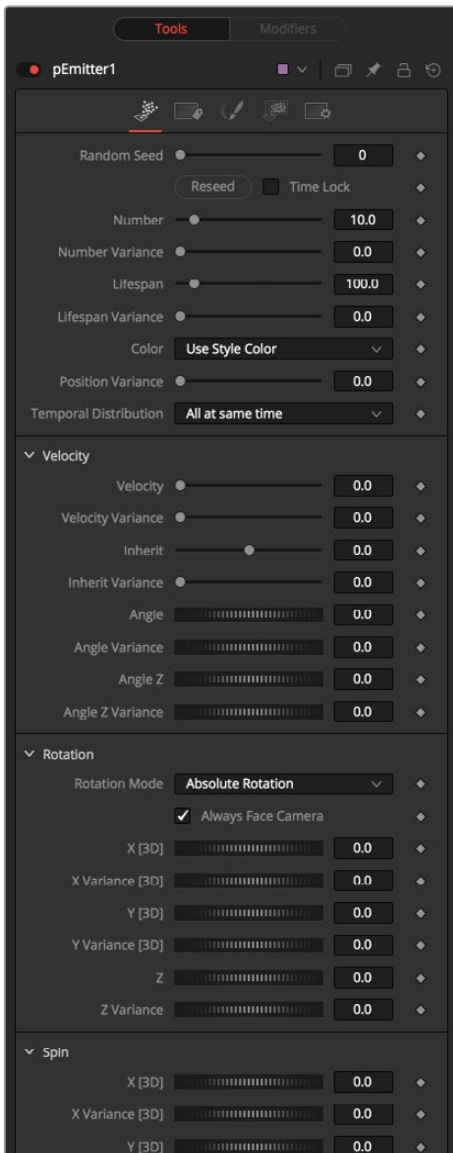 Tools Modifiers
pEmitter1
Random Seed 0
Reseed Time Lock
Number 10.0
Number Variance 0.0
Lifespan 100.0
Lifespan Variance 0.0
Color Use Style Color
Position Variance 0.0
Temporal Distribution All at same time
Velocity
Velocity 0.0
Velocity Variance 0.0
Inherit 0.0
Inherit Variance 0.0
Angle 0.0
Angle Variance 0.0
Angle Z 0.0
Angle Z Variance 0.0
Rotation
Rotation Mode Absolute Rotation
Always Face Camera
X [3D] 0.0
X Variance [3D] 0.0
Y [3D] 0.0
Y Variance [3D] 0.0
Z 0.0
Z Variance 0.0
Spin
X [3D] 0.0
X Variance [3D] 0.0
Y [3D] 0.0